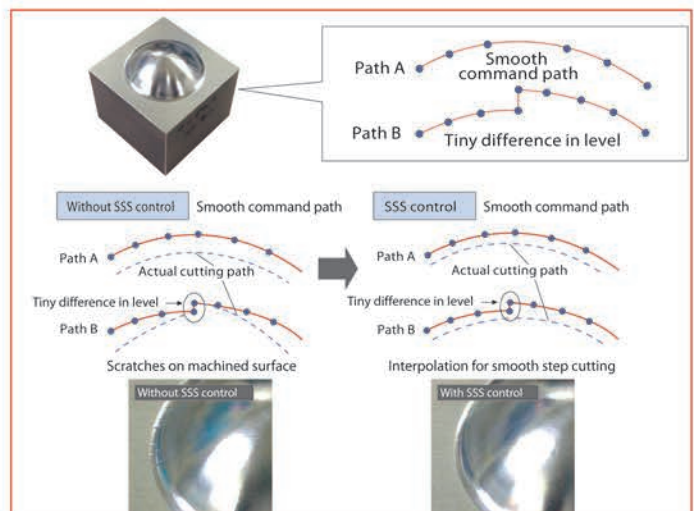 Path A
Smooth
command path
Path B
Tiny difference in level
Without SSS control
Smooth command path
Path A
Actual cutting path
Tiny difference in level
Path B
Scratches on machined surface
Without SSS control
SSS control
Smooth command path
Path A
Actual cutting path
Tiny difference in level
Path B
Interpolation for smooth step cutting
With SSS control